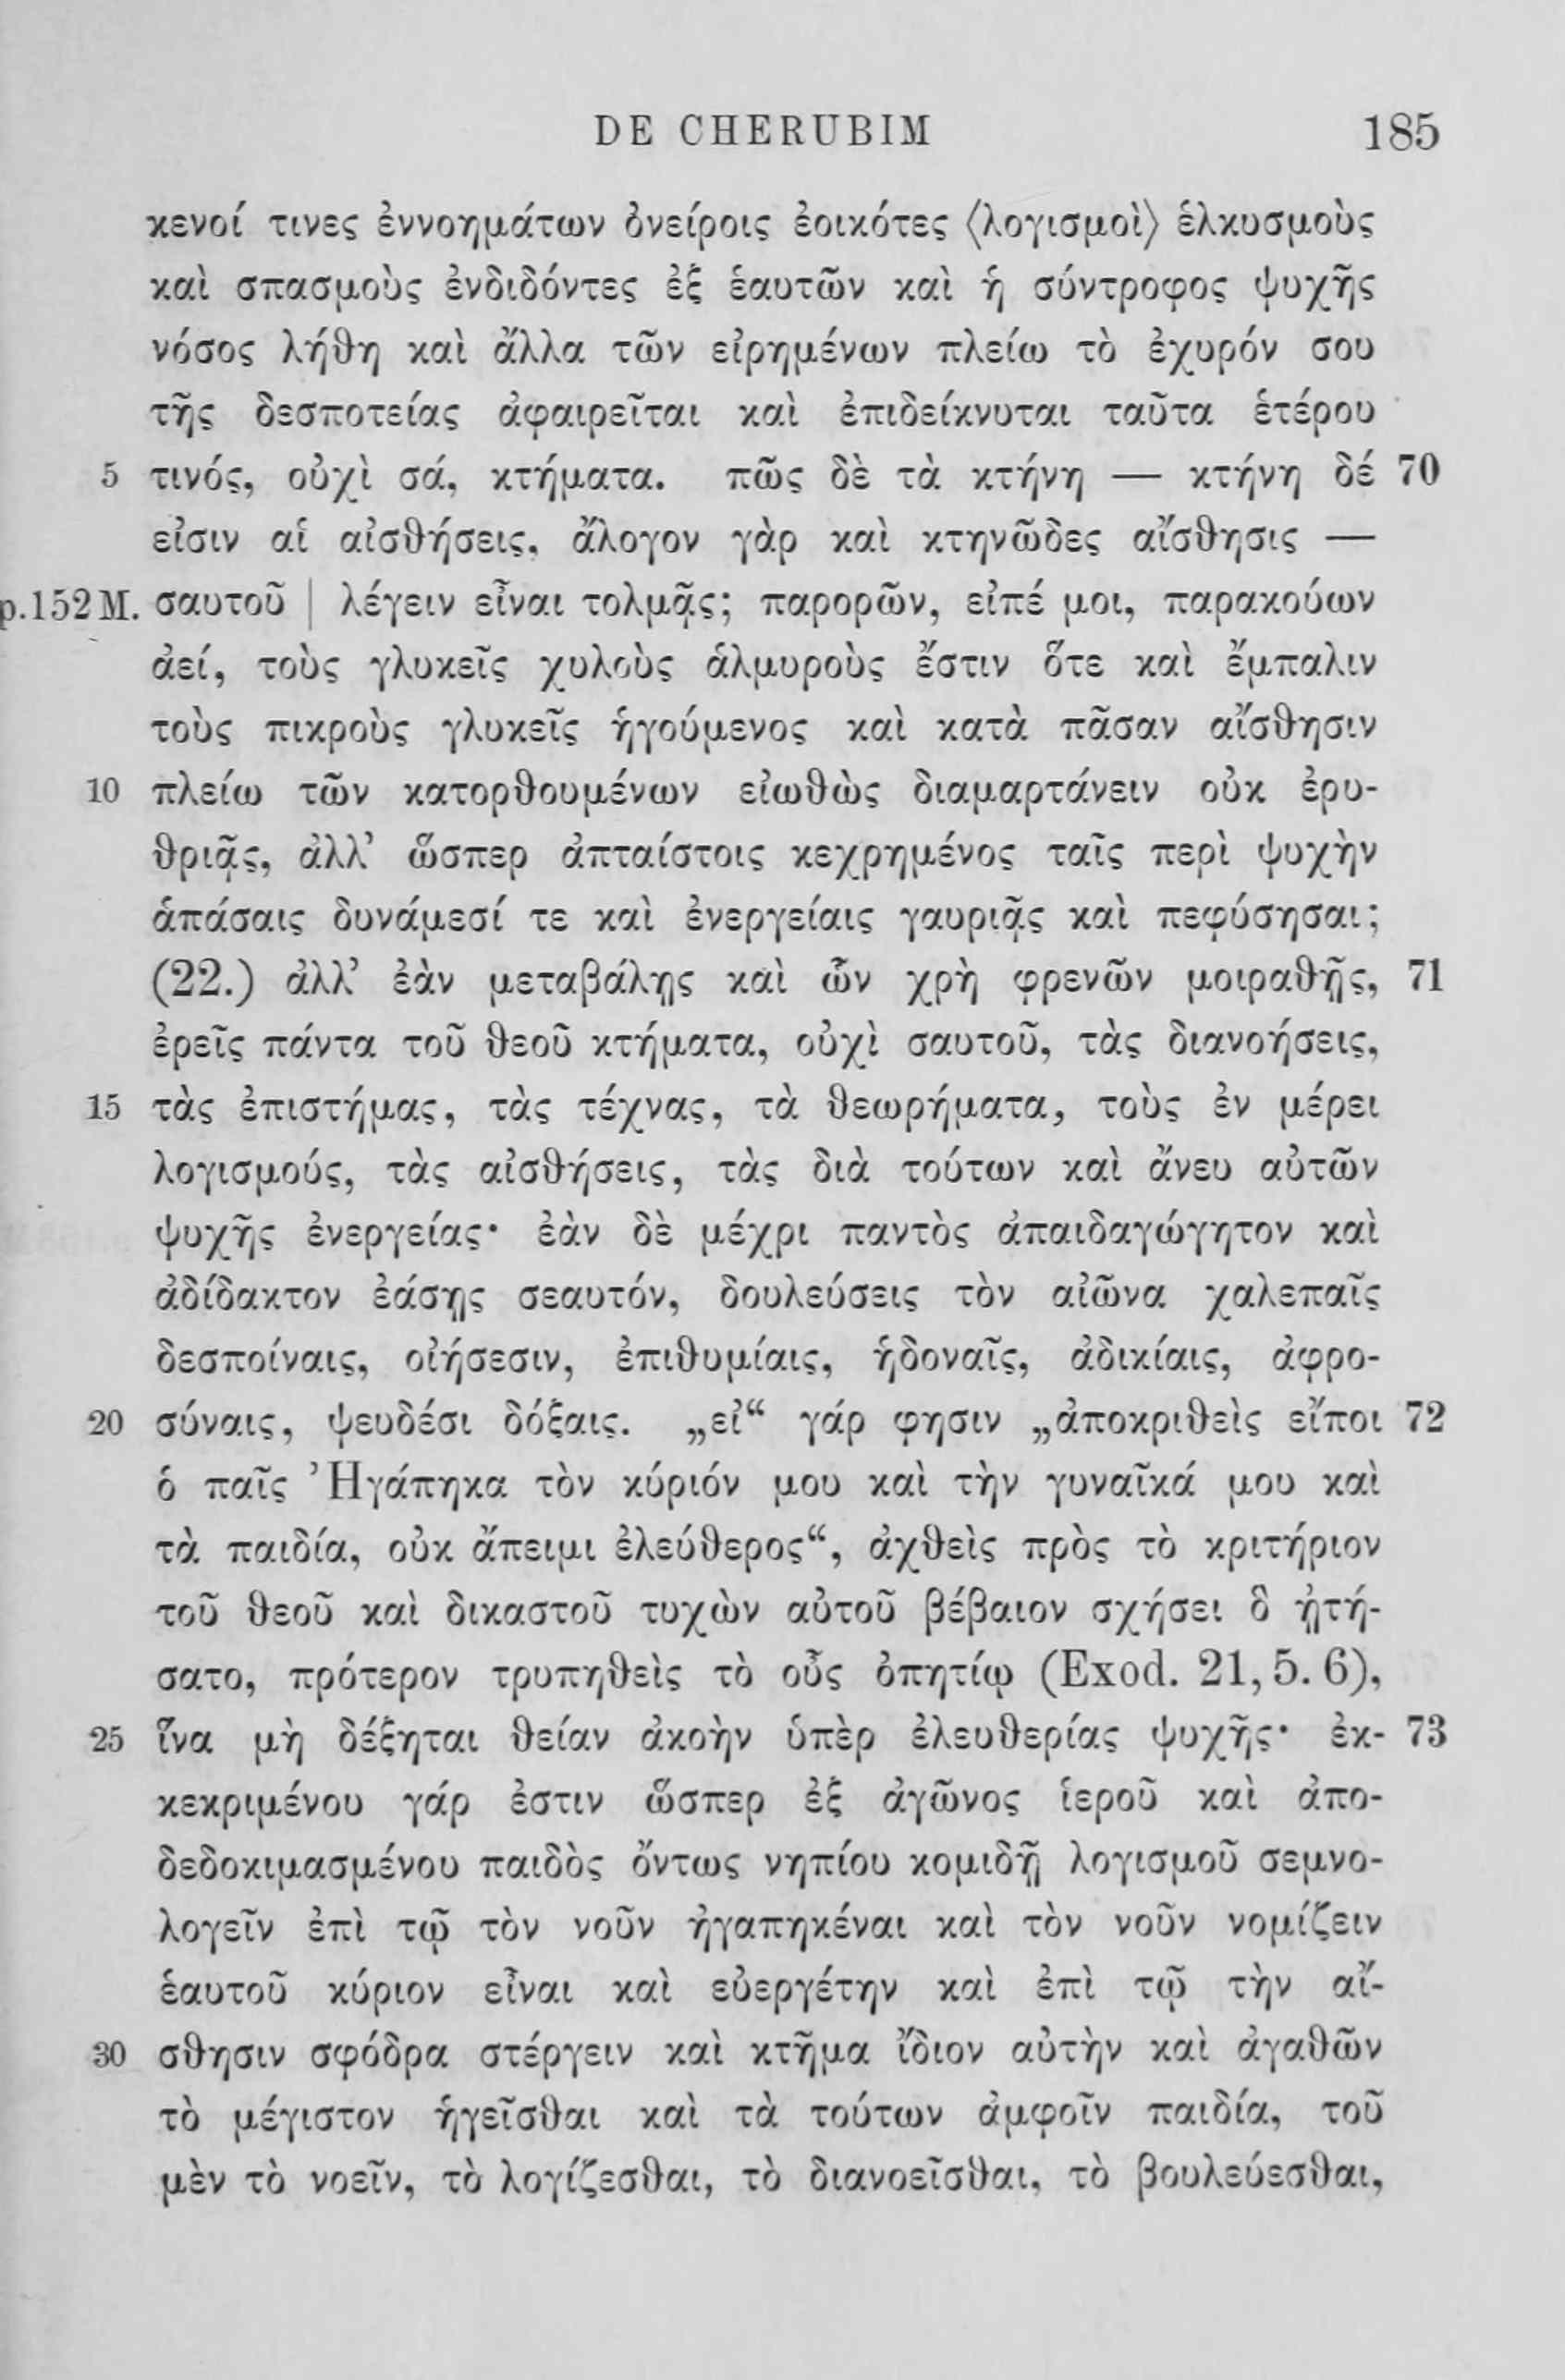 DE CHERUBIM 185
κενοί τινες ἐννοημάτων ὀνείροις ἐοικότες ⟨λογισμοὶ⟩ ἑλκυσμοὺς
καὶ σπασμοὺς ἐνδιδόντες ἐξ ἑαυτῶν καὶ ἡ σύντροφος ψυχῆς
νόσος λήθη καὶ ἄλλα τῶν εἰρημένων πλείω τὸ ἐχυρόν σου
τῆς δεσποτείας ἀφαιρεῖται καὶ ἐπιδείκνυται ταῦτα ἑτέρου
5 τινός, οὐχὶ σά, κτήματα. πῶς δὲ τὰ κτήνη — κτήνη δέ 70
εἰσιν αἱ αἰσθήσεις, ἄλογον γὰρ καὶ κτηνῶδες αἴσθησις —
p.152 M. σαυτοῦ | λέγειν εἶναι τολμᾷς; παρορῶν, εἰπέ μοι, παρακούων
ἀεί, τοὺς γλυκεῖς χυλοὺς ἁλμυροὺς ἔστιν ὅτε καὶ ἔμπαλιν
τοὺς πικροὺς γλυκεῖς ἡγούμενος καὶ κατὰ πᾶσαν αἴσθησιν
10 πλείω τῶν κατορθουμένων εἰωθὼς διαμαρτάνειν οὐκ ἐρυ-
θριᾷς, ἀλλ’ ὥσπερ ἀπταίστοις κεχρημένος ταῖς περὶ ψυχὴν
ἁπάσαις δυνάμεσί τε καὶ ἐνεργείαις γαυριᾷς καὶ πεφύσησαι;
(22.) ἀλλ’ ἐὰν μεταβάλῃς καὶ ὧν χρὴ φρενῶν μοιραθῇς, 71
ἐρεῖς πάντα τοῦ θεοῦ κτήματα, οὐχὶ σαυτοῦ, τὰς διανοήσεις,
15 τὰς ἐπιστήμας, τὰς τέχνας, τὰ θεωρήματα, τοὺς ἐν μέρει
λογισμούς, τὰς αἰσθήσεις, τὰς διὰ τούτων καὶ ἄνευ αὐτῶν
ψυχῆς ἐνεργείας· ἐὰν δὲ μέχρι παντὸς ἀπαιδαγώγητον καὶ
ἀδίδακτον ἐάσῃς σεαυτόν, δουλεύσεις τὸν αἰῶνα χαλεπαῖς
δεσποίναις, οἰήσεσιν, ἐπιθυμίαις, ἡδοναῖς, ἀδικίαις, ἀφρο-
20 σύναις, ψευδέσι δόξαις. „εἰ“ γάρ φησιν „ἀποκριθεὶς εἴποι 72
ὁ παῖς Ἠγάπηκα τὸν κύριόν μου καὶ τὴν γυναῖκά μου καὶ
τὰ παιδία, οὐκ ἄπειμι ἐλεύθερος“, ἀχθεὶς πρὸς τὸ κριτήριον
τοῦ θεοῦ καὶ δικαστοῦ τυχὼν αὐτοῦ βέβαιον σχήσει ὃ ᾐτή-
σατο, πρότερον τρυπηθεὶς τὸ οὖς ὀπητίῳ (Exod. 21, 5. 6),
25 ἵνα μὴ δέξηται θείαν ἀκοὴν ὑπὲρ ἐλευθερίας ψυχῆς· ἐκ- 73
κεκριμένου γάρ ἐστιν ὥσπερ ἐξ ἀγῶνος ἱεροῦ καὶ ἀπο-
δεδοκιμασμένου παιδὸς ὄντως νηπίου κομιδῇ λογισμοῦ σεμνο-
λογεῖν ἐπὶ τῷ τὸν νοῦν ἠγαπηκέναι καὶ τὸν νοῦν νομίζειν
ἑαυτοῦ κύριον εἶναι καὶ εὐεργέτην καὶ ἐπὶ τῷ τὴν αἴ-
30 σθησιν σφόδρα στέργειν καὶ κτῆμα ἴδιον αὐτὴν καὶ ἀγαθῶν
τὸ μέγιστον ἡγεῖσθαι καὶ τὰ τούτων ἀμφοῖν παιδία, τοῦ
μὲν τὸ νοεῖν, τὸ λογίζεσθαι, τὸ διανοεῖσθαι, τὸ βουλεύεσθαι,